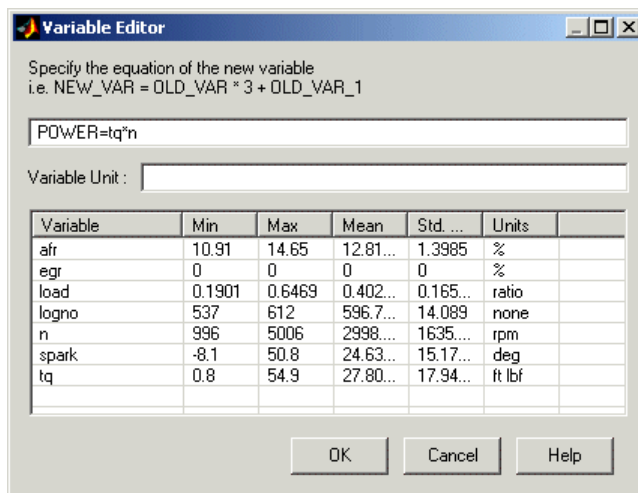 Variable Editor
Specify the equation of the new variable
i.e. NEW_VAR = OLD_VAR * 3 + OLD_VAR_1
POWER=tq*n
Variable Unit :
Variable Min Max Mean Std. ... Units
afr 10.91 14.65 12.81... 1.3985 %
egr 0 0 0 0 %
load 0.1901 0.6469 0.402... 0.165... ratio
logno 537 612 596.7... 14.089 none
n 996 5006 2998.... 1635.... rpm
spark -8.1 50.8 24.63... 15.17... deg
tq 0.8 54.9 27.80... 17.94... ft lbf
OK Cancel Help